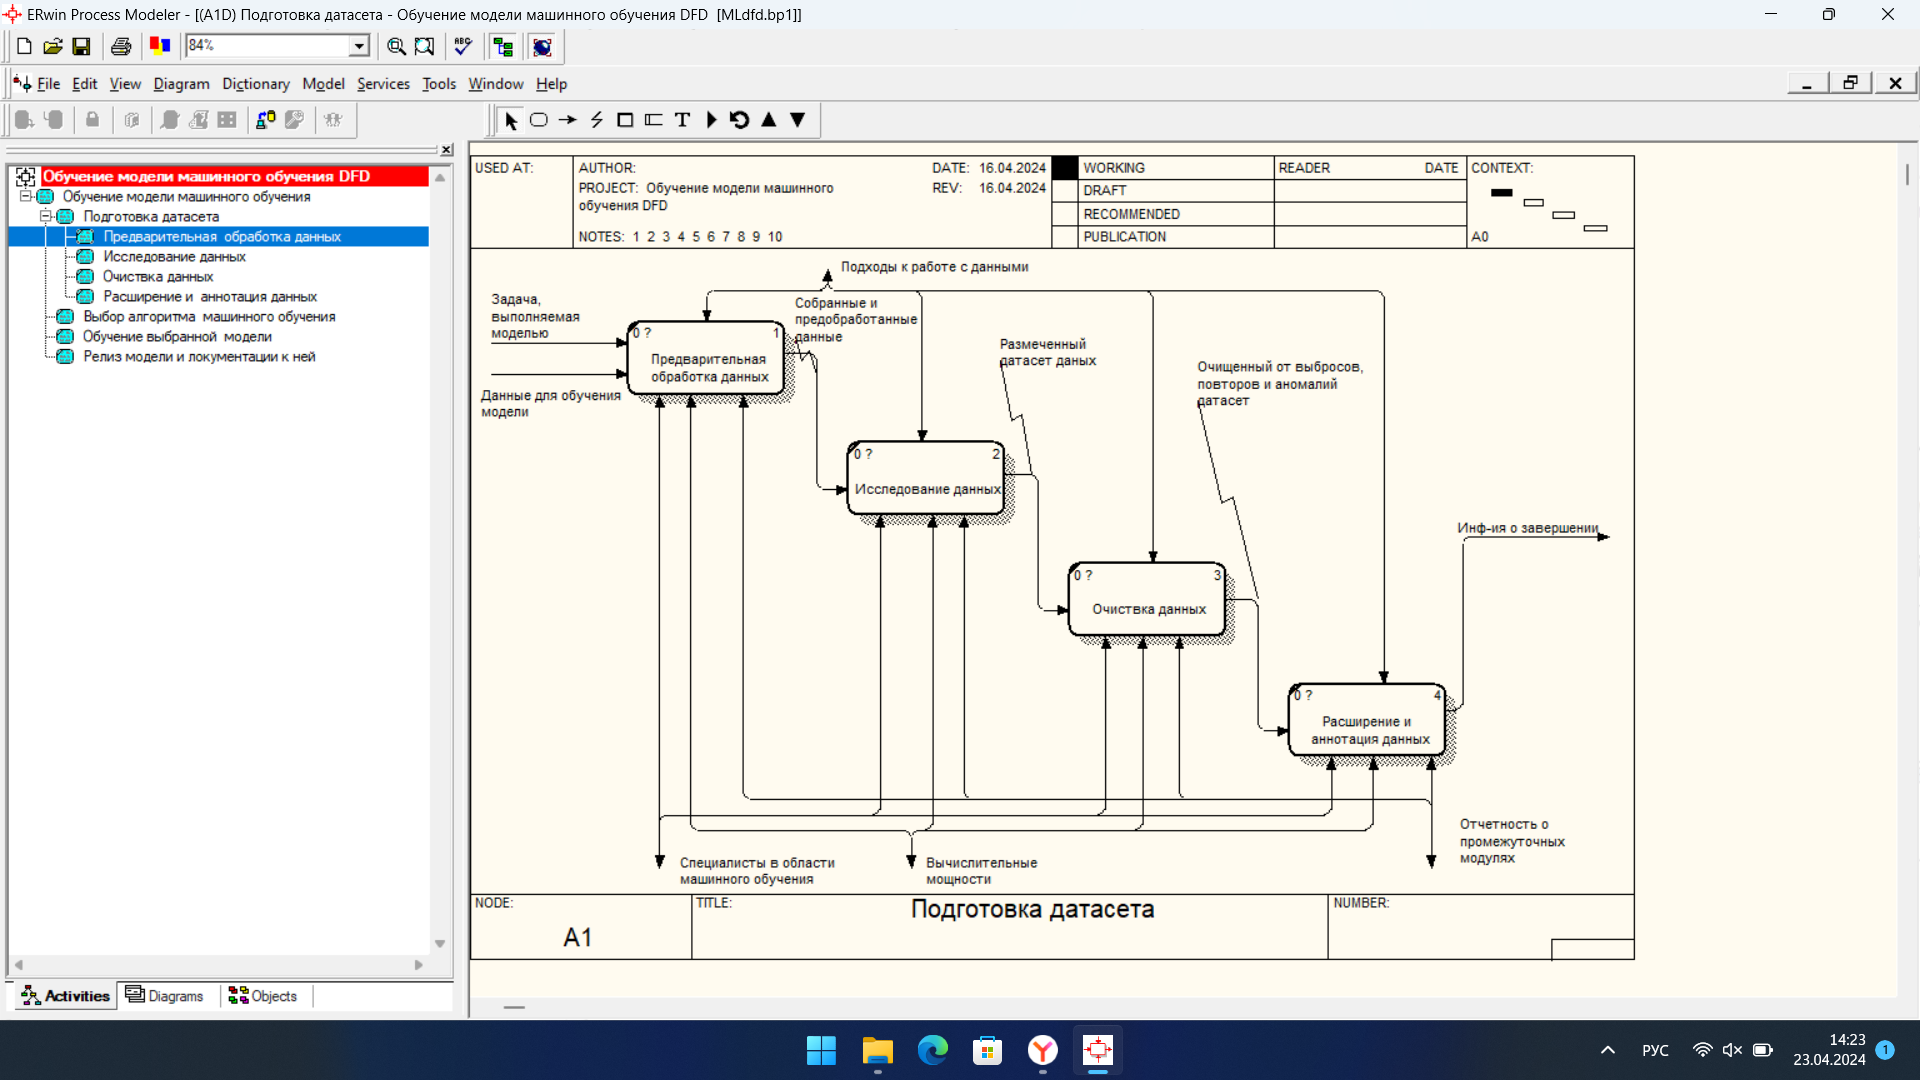 ERwin Process Modeler - [(A1D) Подготовка датасета - Обучение модели машинного обучения DFD [MLdfd.bp1]]
84%
ABC
File Edit View Diagram Dictionary Model Services Tools Window Help
T
Обучение модели машинного обучения DFD
Обучение модели машинного обучения
Подготовка датасета
Предварительная обработка данных
Исследование данных
Очиствка данных
Расширение и аннотация данных
Выбор алгоритма машинного обучения
Обучение выбранной модели
Релиз модели и локументации к ней
Activities Diagrams Objects
USED AT:
AUTHOR:
DATE: 16.04.2024
PROJECT: Обучение модели машинного
обучения DFD
REV: 16.04.2024
NOTES: 1 2 3 4 5 6 7 8 9 10
WORKING
DRAFT
RECOMMENDED
PUBLICATION
READER DATE
CONTEXT:
A0
Подходы к работе с данными
Задача,
выполняемая
моделью
Данные для обучения
модели
Собранные и
предобработанные
данные
0 ? 1
Предварительная
обработка данных
Размеченный
датасет даных
Очищенный от выбросов,
повторов и аномалий
датасет
0 ? 2
Исследование данных
Инф-ия о завершении
0 ? 3
Очиствка данных
0 ? 4
Расширение и
аннотация данных
Отчетность о
промежуточных
модулях
Специалисты в области
машинного обучения
Вычислительные
мощности
NODE:
A1
TITLE:
Подготовка датасета
NUMBER:
РУС
14:23
23.04.2024
1